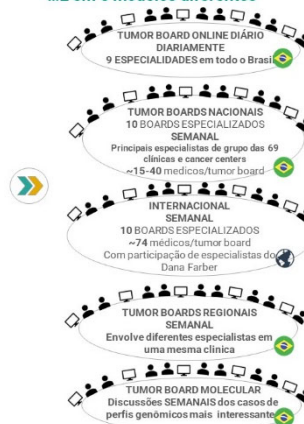 TUMOR BOARD ONLINE DIÁRIO
DIARIAMENTE
9 ESPECIALIDADES em todo o Brasil
TUMOR BOARDS NACIONAIS
10 BOARDS ESPECIALIZADOS
SEMANAL
Principais especialistas de grupo das 69
clínicas e cancer centers
~15-40 medicos/tumor board
INTERNACIONAL
SEMANAL
10 BOARDS ESPECIALIZADOS
~74 médicos/tumor board
Com participação de especialistas do
Dana Farber
TUMOR BOARDS REGIONAIS
SEMANAL
Envolve diferentes especialistas em
uma mesma clinica
TUMOR BOARD MOLECULAR
Discussões SEMANAIS dos casos de
perfis genômicos mais interessante